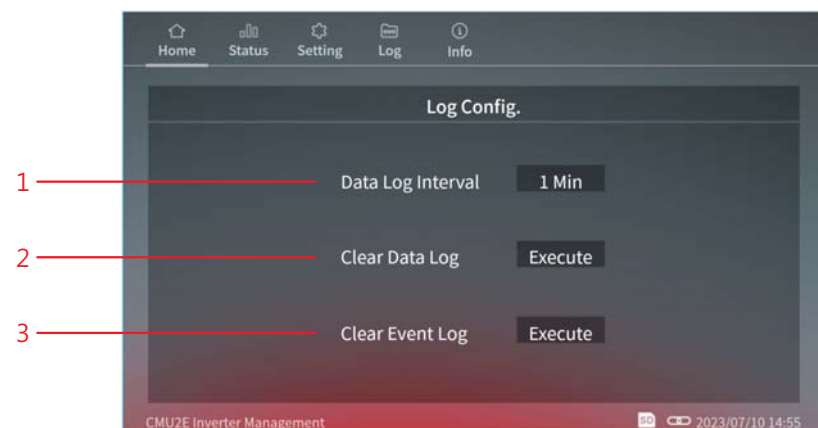 Home Status Setting Log Info
Log Config.
1 Data Log Interval 1 Min
2 Clear Data Log Execute
3 Clear Event Log Execute
CMU2E Inverter Management SD 2023/07/10 14:55